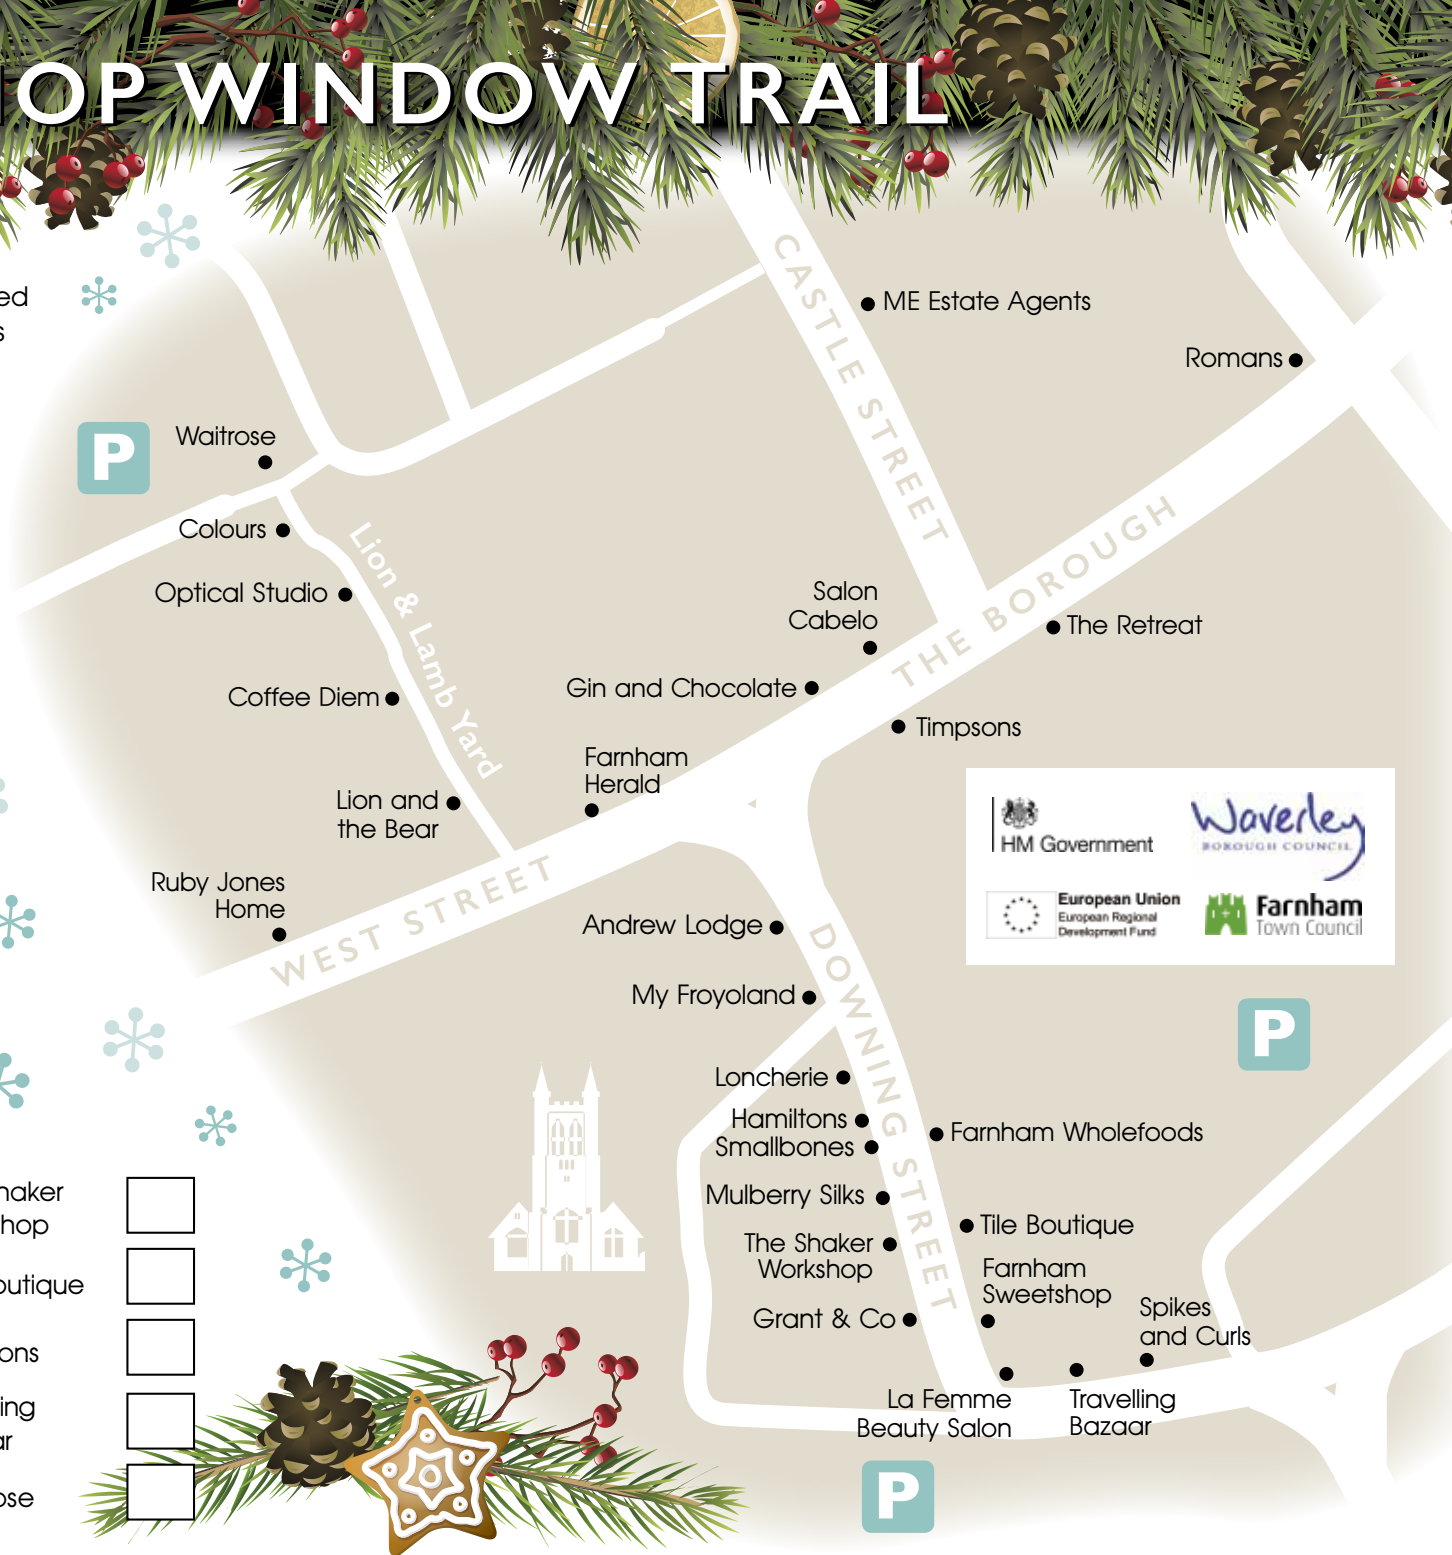 HOP WINDOW TRAIL
CASTLE STREET
ME Estate Agents
ed
s
Romans
P
Waitrose
Colours
Lion & Lamb Yard
Optical Studio
THE BOROUGH
Salon
Cabelo
The Retreat
Coffee Diem
Gin and Chocolate
Timpsons
Farnham
Herald
Lion and
the Bear
HM Government
Waverley
BOROUGH COUNCIL
European Union
European Regional
Development Fund
Farnham
Town Council
Ruby Jones
Home
WEST STREET
Andrew Lodge
DOWNING STREET
My Froyoland
P
Loncherie
Hamiltons
Smallbones
Farnham Wholefoods
Mulberry Silks
Tile Boutique
The Shaker
Workshop
Farnham
Sweetshop
Grant & Co
Spikes
and Curls
La Femme
Beauty Salon
Travelling
Bazaar
P
haker
hop
outique
ons
ing
ar
ose